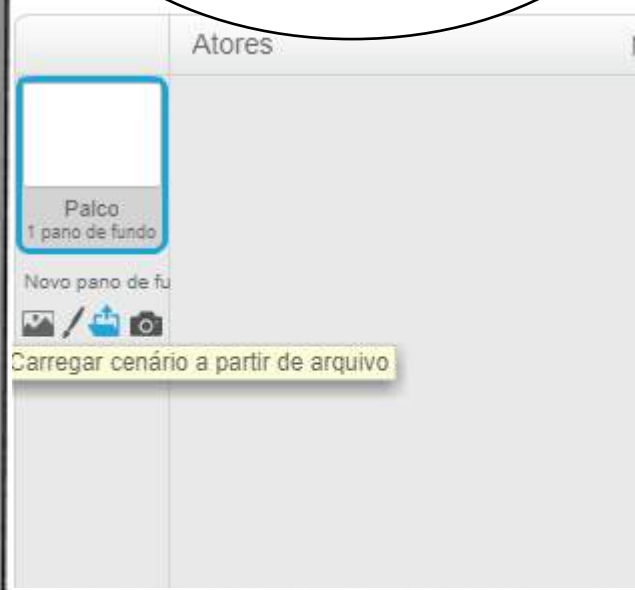 Atores
Palco
1 pano de fundo
Novo pano de fu
Carregar cenário a partir de arquivo